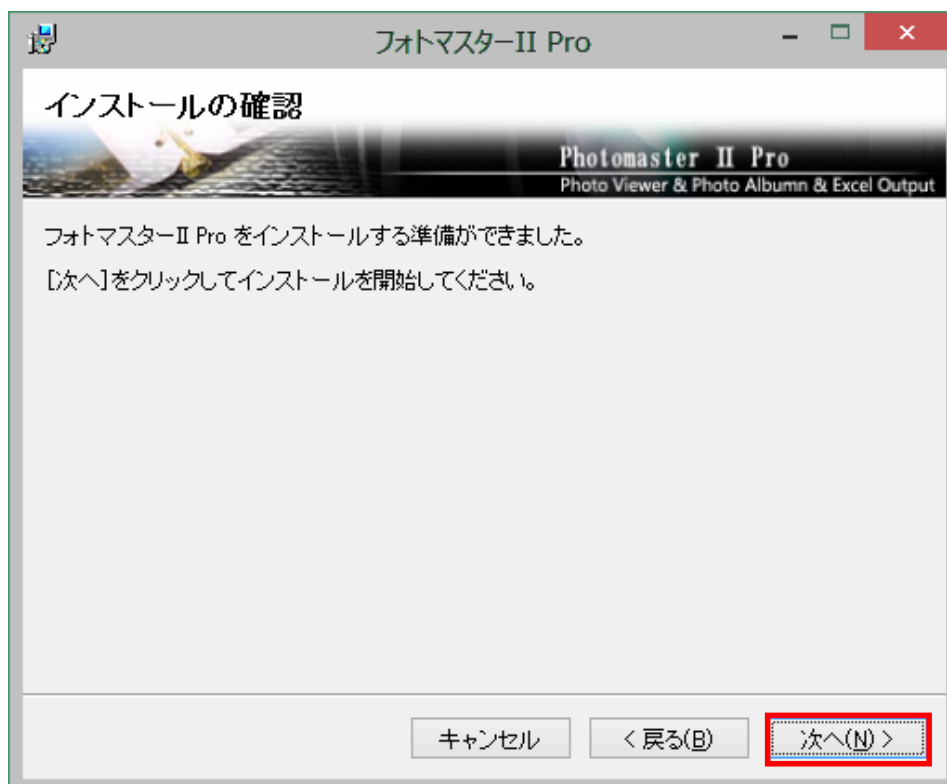 フォトマスターII Pro
インストールの確認
Photomaster II Pro
Photo Viewer & Photo Albumn & Excel Output
フォトマスターII Pro をインストールする準備ができました。
[次へ]をクリックしてインストールを開始してください。
キャンセル
< 戻る(B)
次へ(N) >